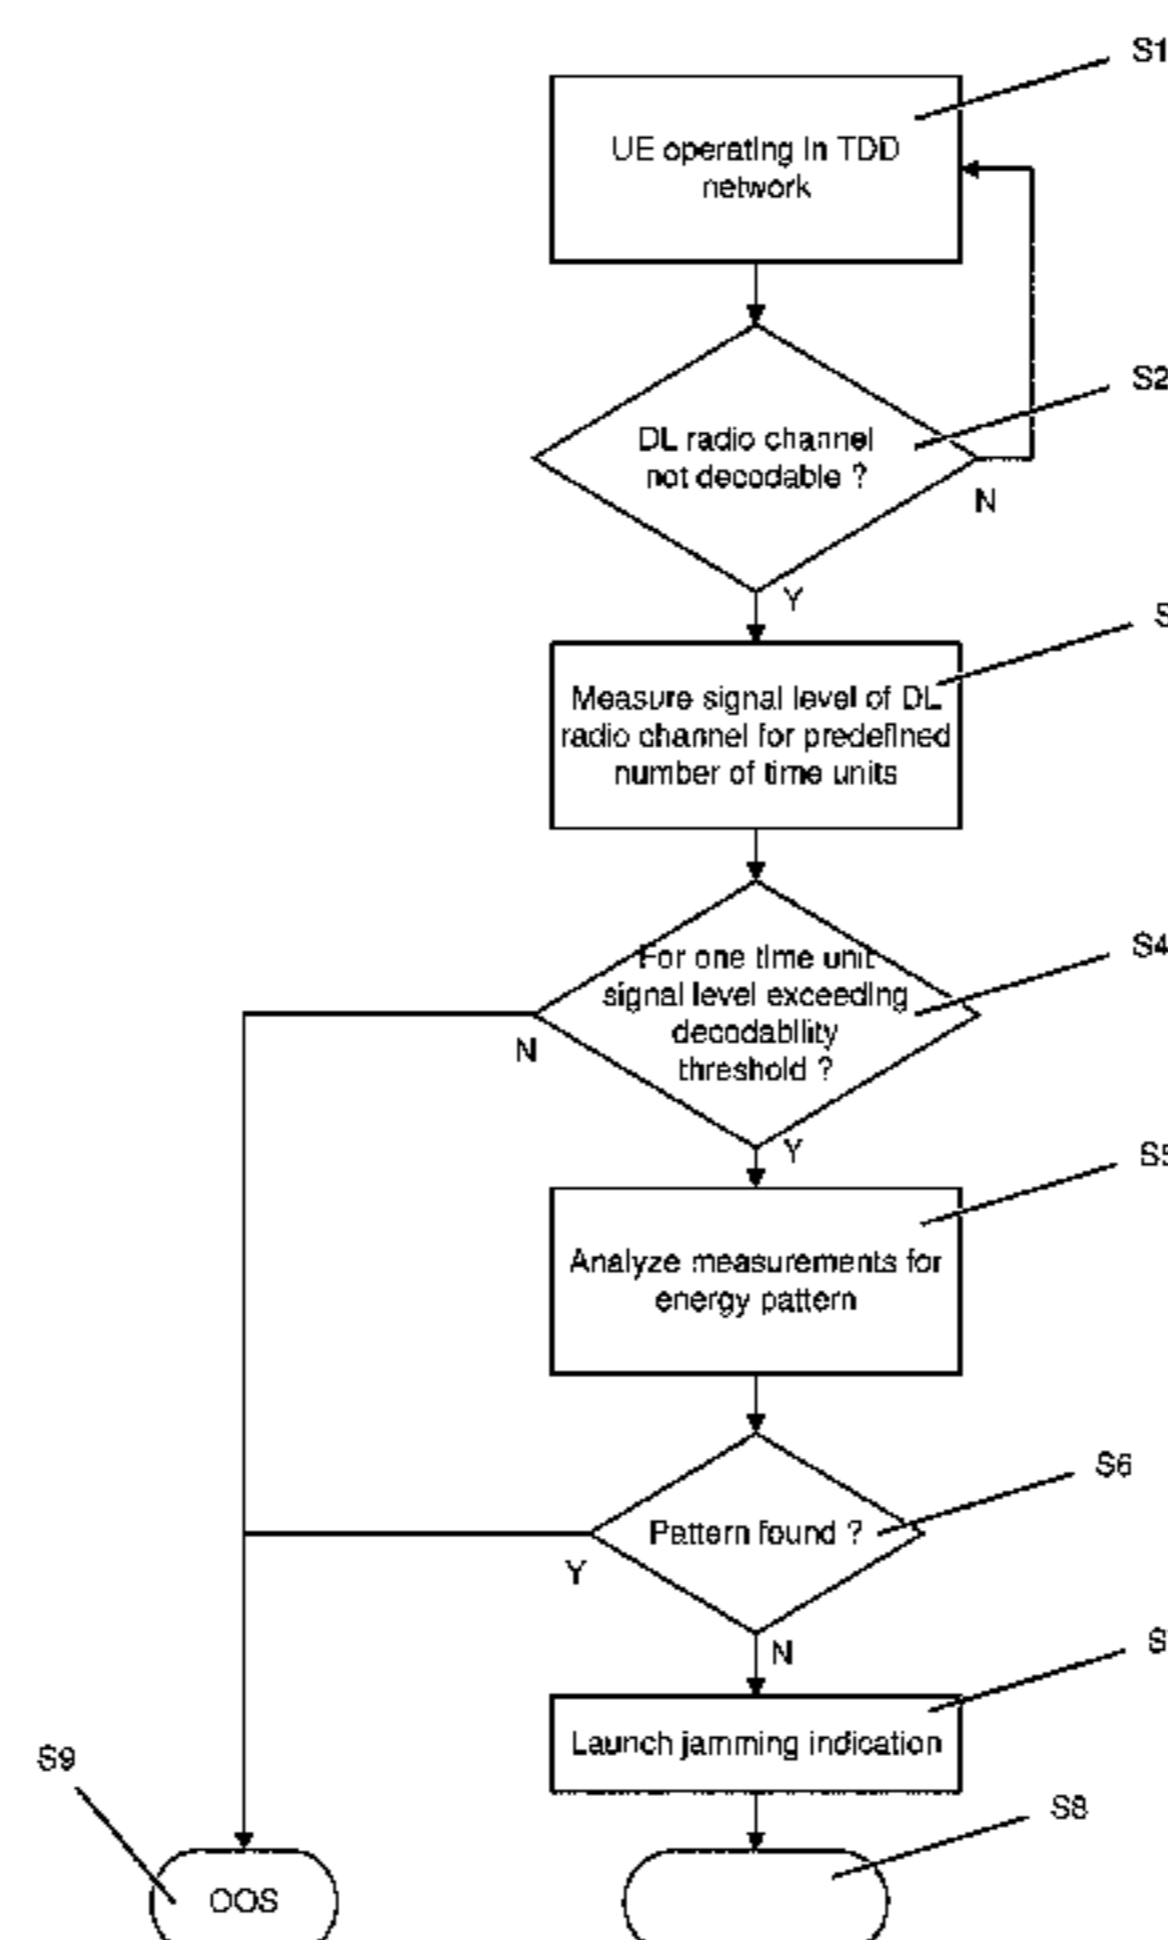 S1
UE operating in TDD
network
S2
DL radio channel
not decodable ?
N
Y
S
Measure signal level of DL
radio channel for predefined
number of time units
S4
For one time unit
signal level exceeding
decodability
threshold ?
N
Y
S5
Analyze measurements for
energy pattern
S6
Pattern found ?
Y
N
S
Launch jamming indication
S9
S8
OOS